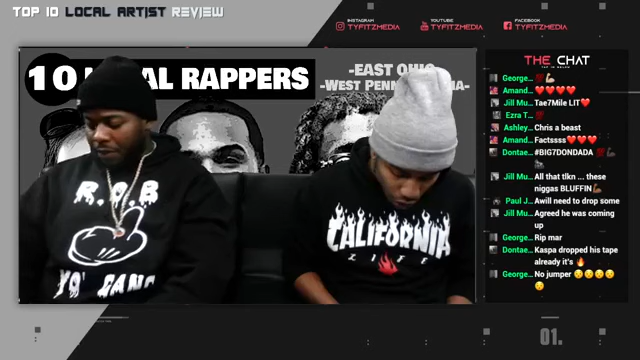 TOP 10 LOCAL ARTIST REVIEW
INSTAGRAM
TYFITZMEDIA
YOUTUBE
TYFITZMEDIA
FACEBOOK
TYFITZMEDIA
10 AL RAPPERS
-EAST OHIO-
-WEST
THE CHAT
George...💯💪🏽
Amand...❤️❤️❤️❤️
Jill Mu... Tae7Mile LIT❤️
Ezra T...💯
Ashley... Chris a beast
Amand... Factssss❤️❤️❤️
Dontae... #BIG7DONDADA 💯💪🏽
Jill Mu... All that tlkn ... these
niggas BLUFFIN💪🏽
Paul J... Awill need to drop some
Jill Mu... Agreed he was coming
up
George... Rip mar
Dontae... Kaspa dropped his tape
already it's 🔥
George... No jumper
R.O.B
YO' GANG
CALIFORNIA
LIFE
01.